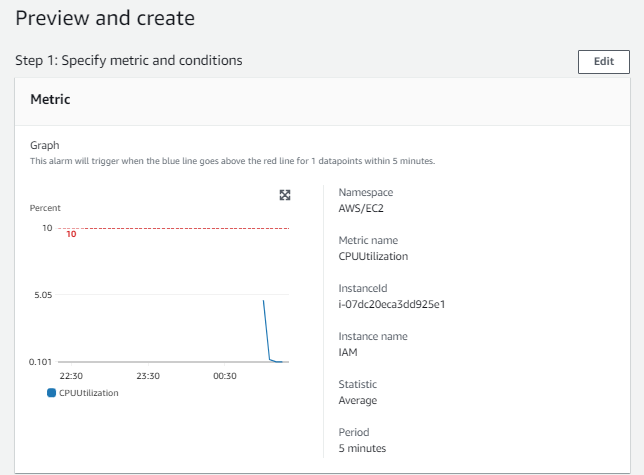 Preview and create
Step 1: Specify metric and conditions
Edit
Metric
Graph
This alarm will trigger when the blue line goes above the red line for 1 datapoints within 5 minutes.
Percent
10
10
5.05
0.101
22:30 23:30 00:30
CPUUtilization
Namespace
AWS/EC2
Metric name
CPUUtilization
InstanceId
i-07dc20eca3dd925e1
Instance name
IAM
Statistic
Average
Period
5 minutes